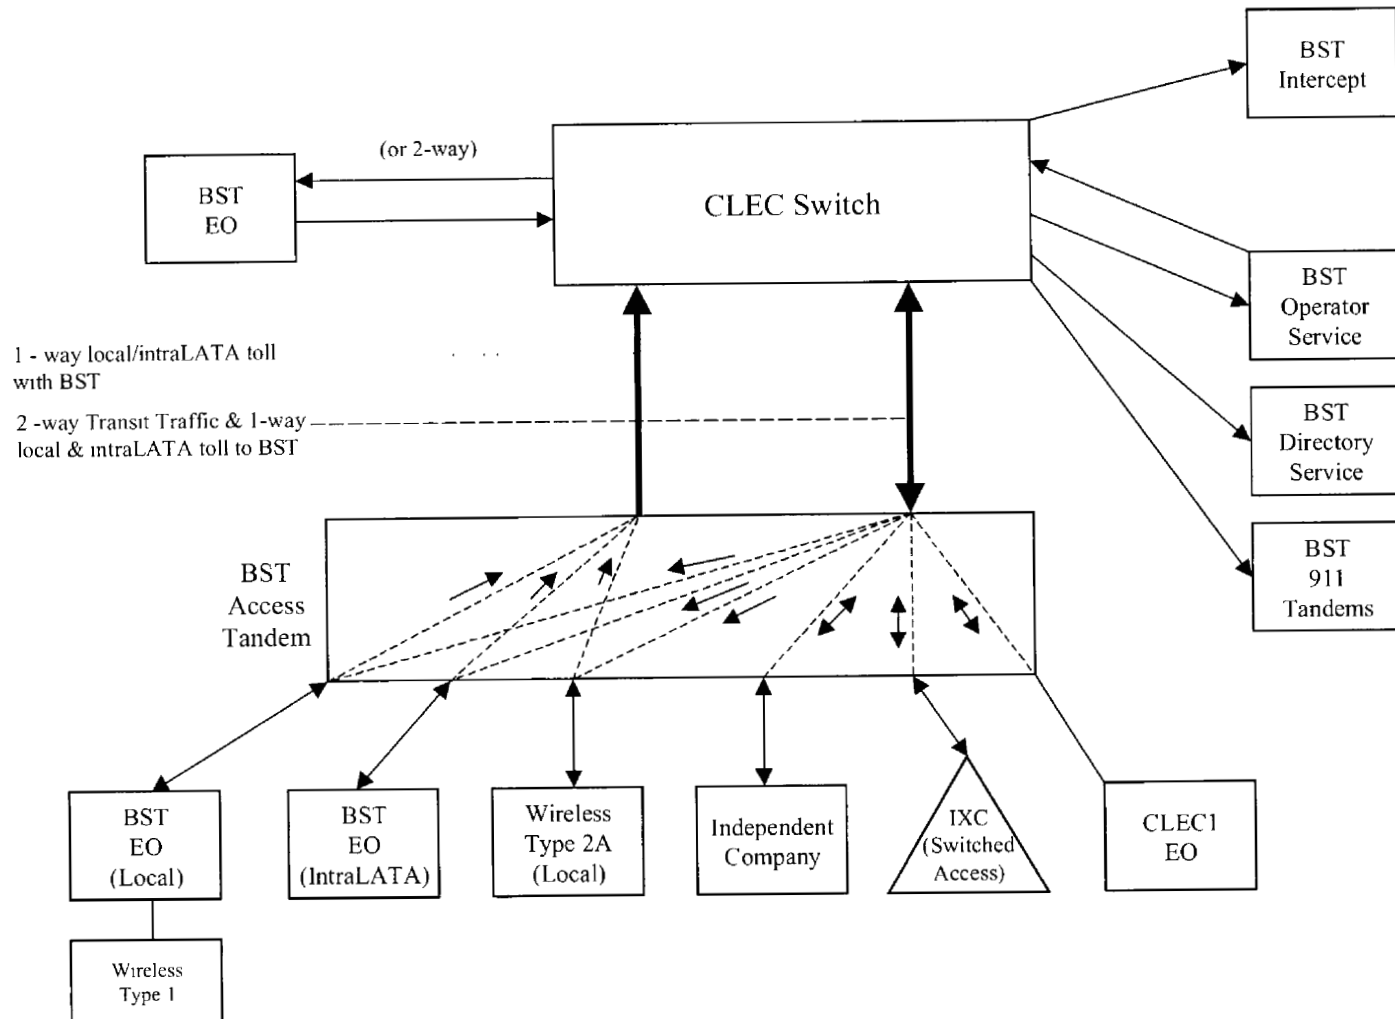 BST
Intercept
(or 2-way)
BST
EO
CLEC Switch
BST
Operator
Service
1 - way local/intraLATA toll
with BST
2 -way Transit Traffic & 1-way
local & intraLATA toll to BST
BST
Directory
Service
BST
911
Tandems
BST
Access
Tandem
BST
EO
(Local)
BST
EO
(IntraLATA)
Wireless
Type 2A
(Local)
Independent
Company
IXC
(Switched
Access)
CLEC1
EO
Wireless
Type 1